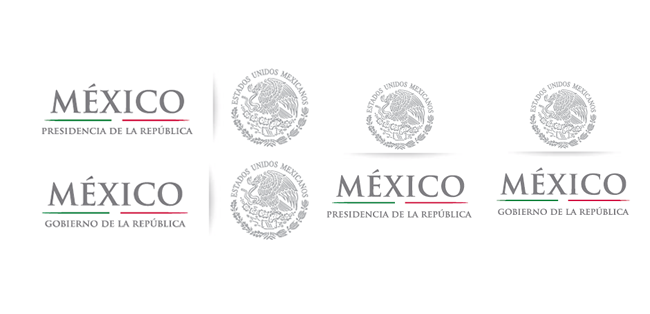 MÉXICO
PRESIDENCIA DE LA REPÚBLICA
ESTADOS UNIDOS MEXICANOS
MÉXICO
GOBIERNO DE LA REPÚBLICA
ESTADOS UNIDOS MEXICANOS
ESTADOS UNIDOS MEXICANOS
MÉXICO
PRESIDENCIA DE LA REPÚBLICA
ESTADOS UNIDOS MEXICANOS
MÉXICO
GOBIERNO DE LA REPÚBLICA